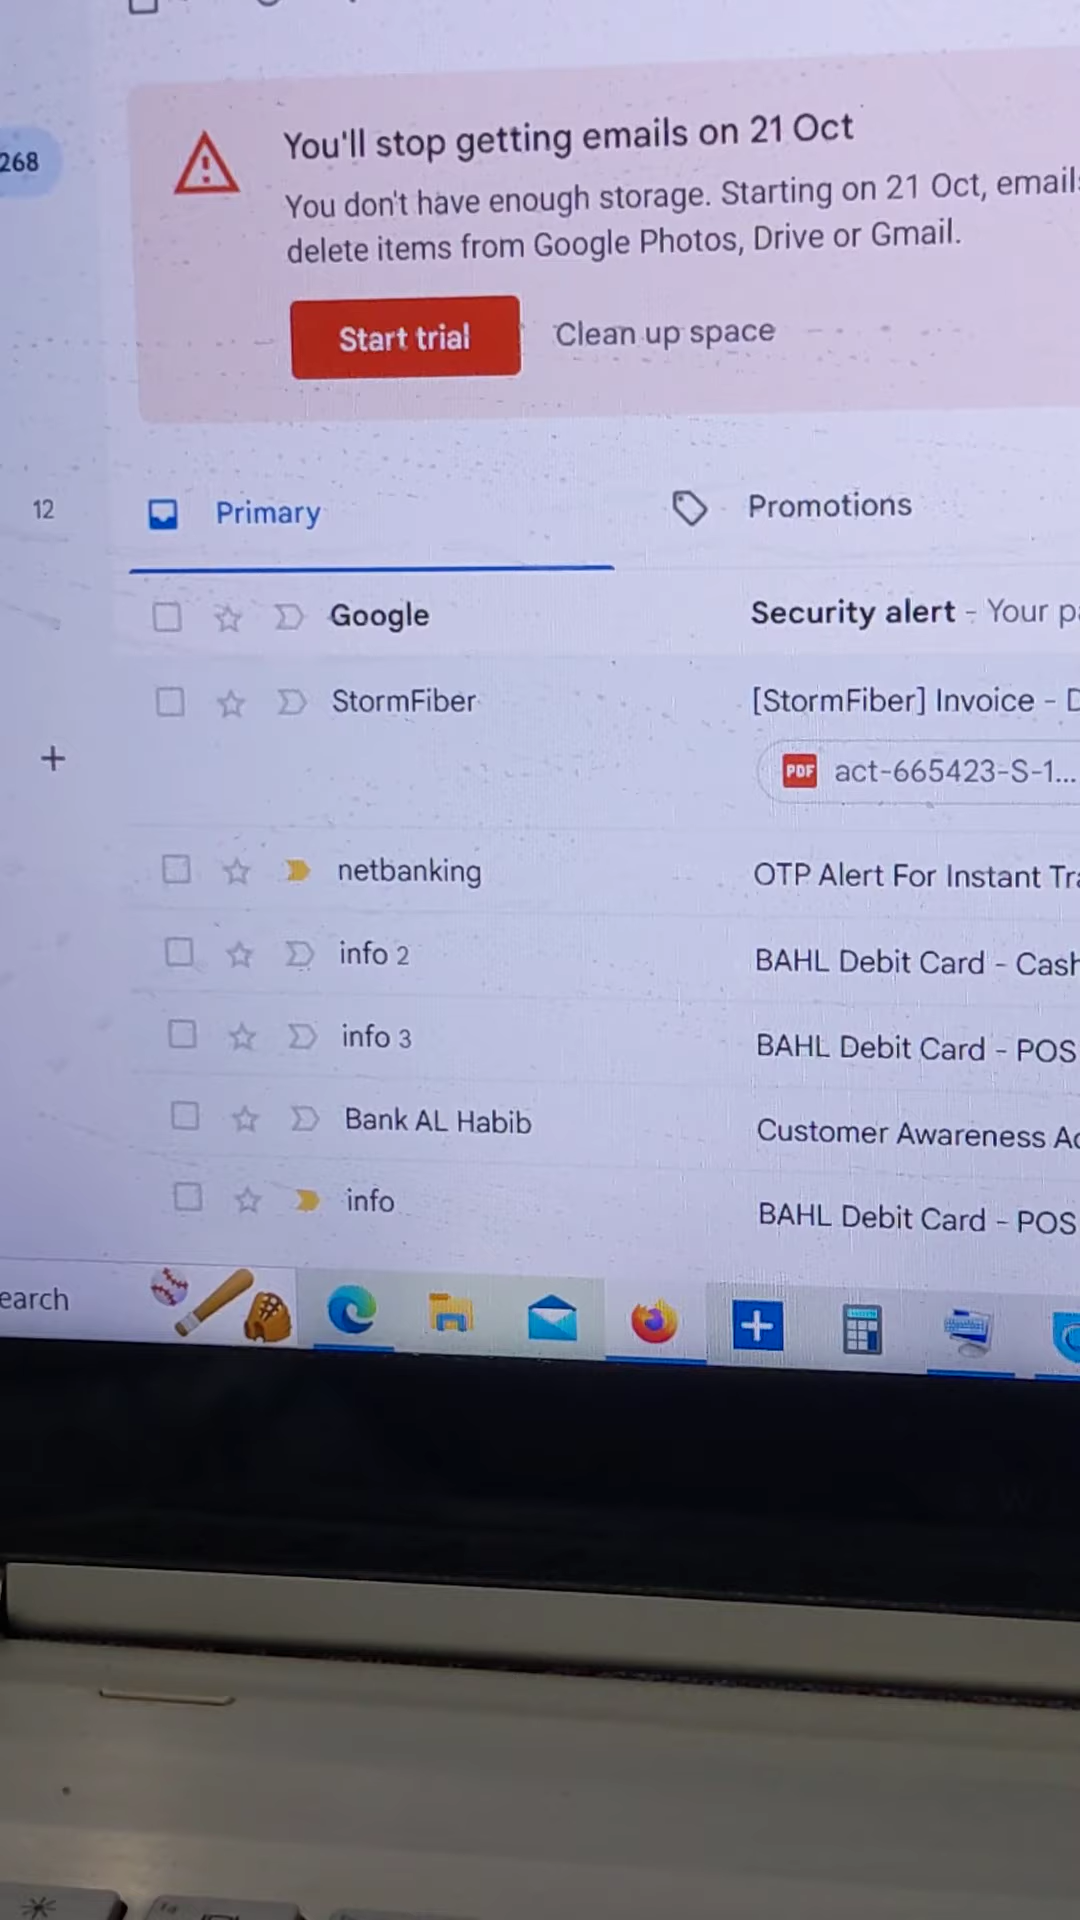 268
You'll stop getting emails on 21 Oct
You don't have enough storage. Starting on 21 Oct, emails
delete items from Google Photos, Drive or Gmail.
Start trial Clean up space
12
Primary Promotions
Google Security alert - Your
StormFiber [StormFiber] Invoice -
PDF act-665423-S-1...
netbanking OTP Alert For Instant
info 2 BAHL Debit Card - Cash
info 3 BAHL Debit Card - POS
Bank AL Habib Customer Awareness
info BAHL Debit Card - POS
earch